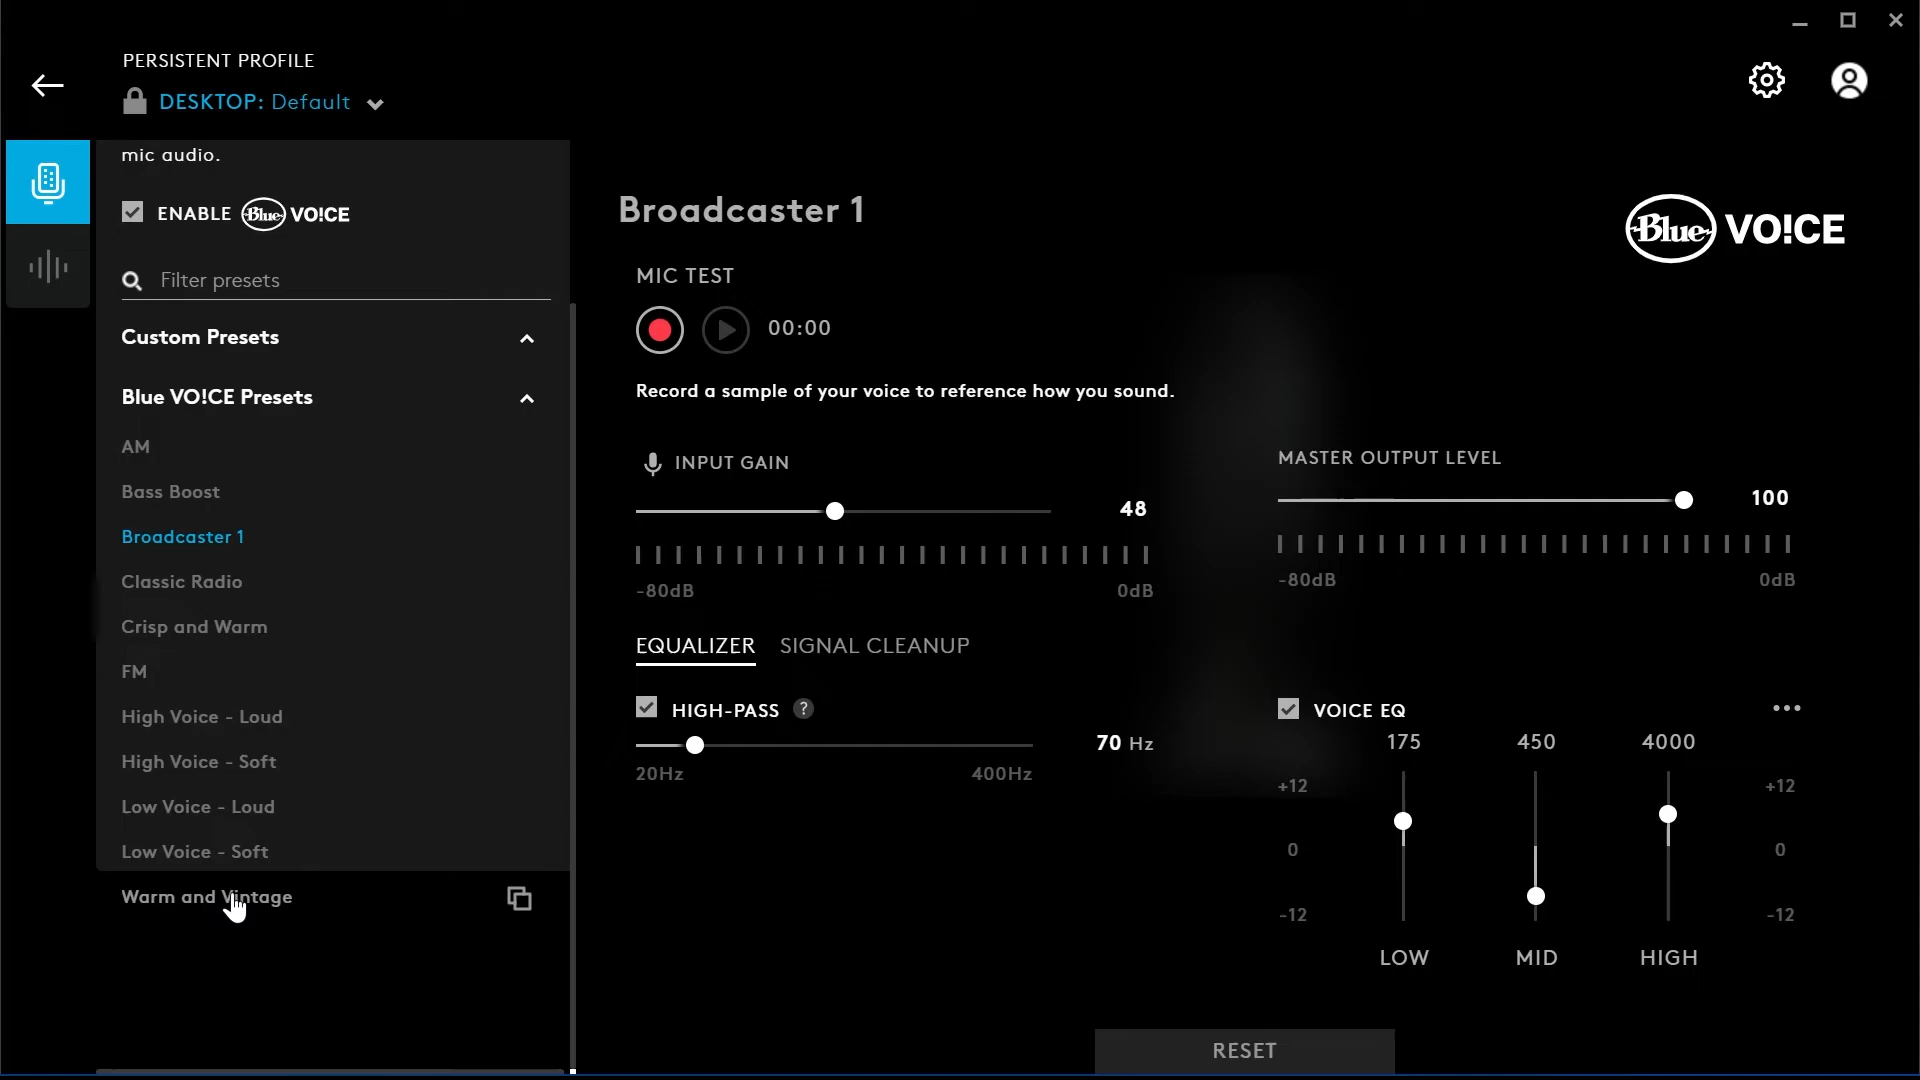 PERSISTENT PROFILE
DESKTOP: Default
mic audio.
ENABLE Blue VO!CE
Filter presets
Custom Presets
Blue VO!CE Presets
AM
Bass Boost
Broadcaster 1
Classic Radio
Crisp and Warm
FM
High Voice - Loud
High Voice - Soft
Low Voice - Loud
Low Voice - Soft
Warm and Vintage
Broadcaster 1
Blue VO!CE
MIC TEST
00:00
Record a sample of your voice to reference how you sound.
INPUT GAIN
48
-80dB 0dB
MASTER OUTPUT LEVEL
100
-80dB 0dB
EQUALIZER SIGNAL CLEANUP
HIGH-PASS ?
70 Hz
20Hz 400Hz
VOICE EQ
175 450 4000
+12 +12
0 0
-12 -12
LOW MID HIGH
RESET